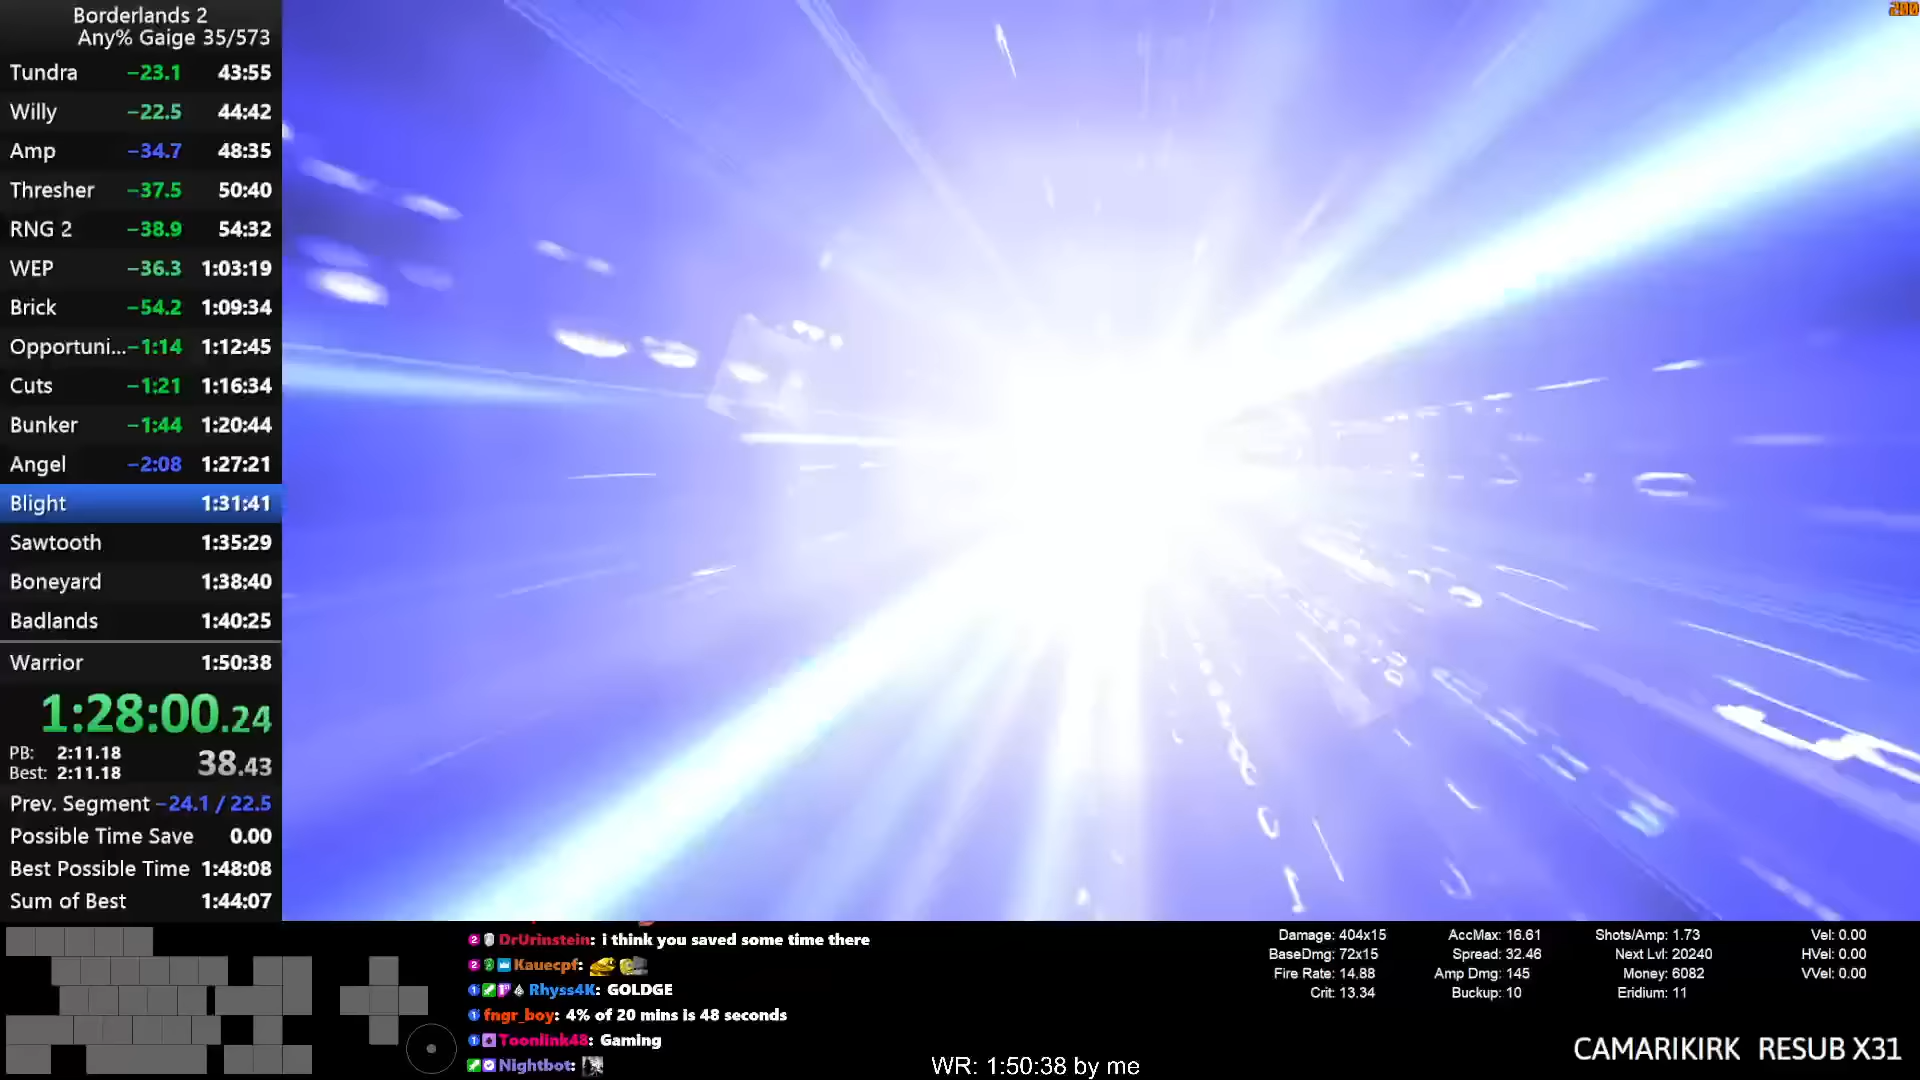 Borderlands 2
Any% Gaige 35/573
Tundra −23.1 43:55
Willy −22.5 44:42
Amp −34.7 48:35
Thresher −37.5 50:40
RNG 2 −38.9 54:32
WEP −36.3 1:03:19
Brick −54.2 1:09:34
Opportuni... −1:14 1:12:45
Cuts −1:21 1:16:34
Bunker −1:44 1:20:44
Angel −2:08 1:27:21
Blight 1:31:41
Sawtooth 1:35:29
Boneyard 1:38:40
Badlands 1:40:25
Warrior 1:50:38
1:28:00.24
PB: 2:11.18
Best: 2:11.18
38.43
Prev. Segment −24.1 / 22.5
Possible Time Save 0.00
Best Possible Time 1:48:08
Sum of Best 1:44:07
200
DrUrinstein: i think you saved some time there
Kauecpf:
Rhyss4K: GOLDGE
fngr_boy: 4% of 20 mins is 48 seconds
Toonlink48: Gaming
Nightbot:
WR: 1:50:38 by me
Damage: 404x15 AccMax: 16.61 Shots/Amp: 1.73 Vel: 0.00
BaseDmg: 72x15 Spread: 32.46 Next Lvl: 20240 HVel: 0.00
Fire Rate: 14.88 Amp Dmg: 145 Money: 6082 VVel: 0.00
Crit: 13.34 Buckup: 10 Eridium: 11
CAMARIKIRK RESUB X31